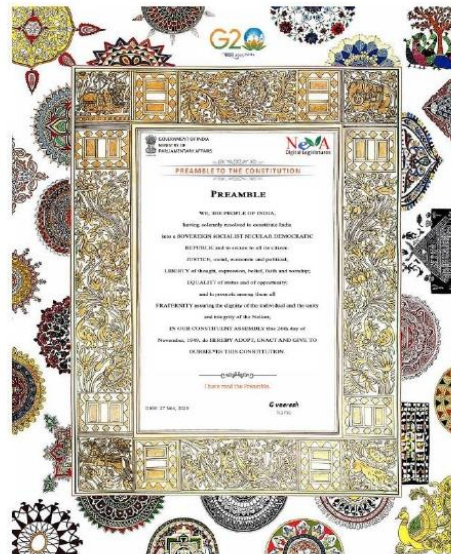 G20
GOVERNMENT OF INDIA
MINISTRY OF
PARLIAMENTARY AFFAIRS
NeVA
Digital Legislatures
PREAMBLE TO THE CONSTITUTION
PREAMBLE
WE, THE PEOPLE OF INDIA,
having solemnly resolved to constitute India
into a SOVEREIGN SOCIALIST SECULAR DEMOCRATIC
REPUBLIC and to secure to all its citizens:
JUSTICE, social, economic and political;
LIBERTY of thought, expression, belief, faith and worship;
EQUALITY of status and of opportunity;
and to promote among them all
FRATERNITY assuring the dignity of the individual and the unity
and integrity of the Nation;
IN OUR CONSTITUENT ASSEMBLY this 26th day of
November, 1949, do HEREBY ADOPT, ENACT AND GIVE TO
OURSELVES THIS CONSTITUTION
I have read the Preamble.
G veeresh